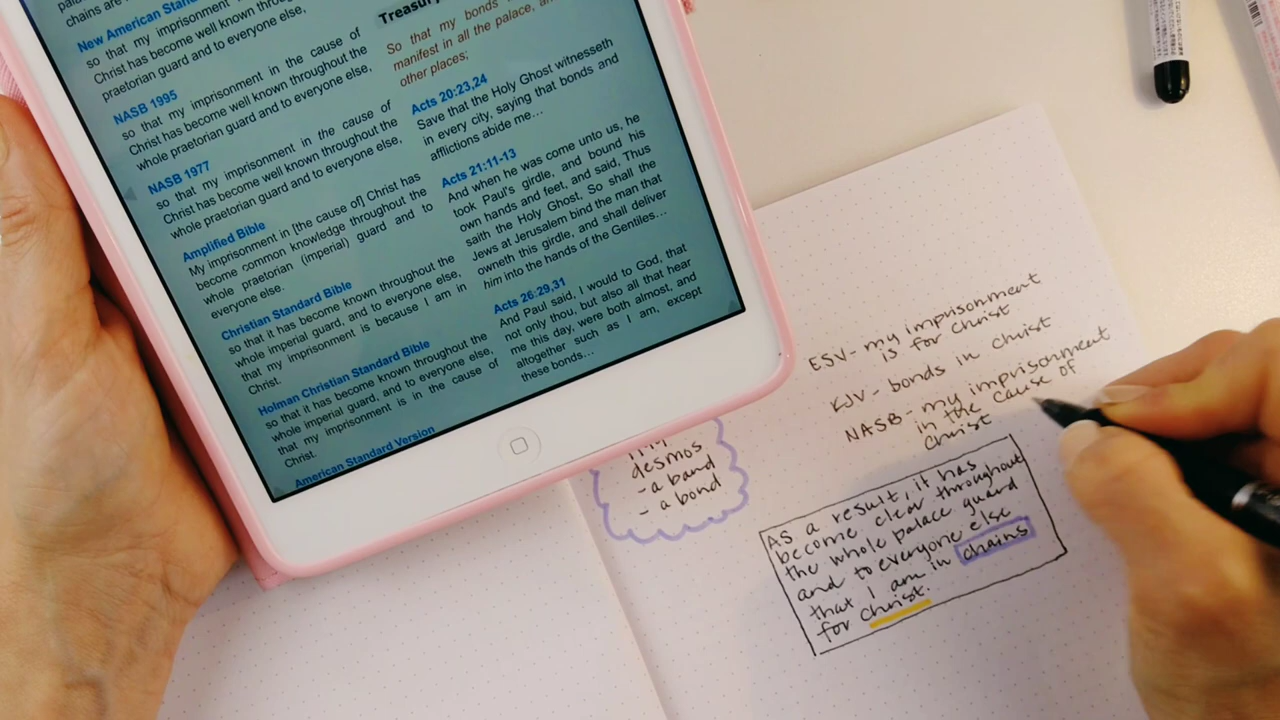 chains are
New American Stand
so that my imprisonment
Christ has become well known throughout
praetorian guard and to everyone else,
NASB 1995
so that my imprisonment in the cause of
Christ has become well known throughout the
whole praetorian guard and to everyone else,
NASB 1977
so that my imprisonment in the cause of
Christ has become well known throughout the
whole praetorian guard and to everyone else,
Amplified Bible
My imprisonment in [the cause of] Christ has
become common knowledge throughout the
whole praetorian (imperial) guard and to
everyone else.
Christian Standard Bible
so that it has become known throughout the
whole imperial guard, and to everyone else,
that my imprisonment is because I am in
Christ.
Holman Christian Standard Bible
so that it has become known throughout the
whole imperial guard, and to everyone else,
that my imprisonment is in the cause of
Christ.
American Standard Version
Treasury
So that my bonds
manifest in all the palace,
other places;
Acts 20:23,24
Save that the Holy Ghost witnesseth
in every city, saying that bonds and
afflictions abide me…
Acts 21:11-13
And when he was come unto us, he
took Paul's girdle, and bound his
own hands and feet, and said, Thus
saith the Holy Ghost, So shall the
Jews at Jerusalem bind the man that
owneth this girdle, and shall deliver
him into the hands of the Gentiles…
Acts 26:29,31
And Paul said, I would to God, that
not only thou, but also all that hear
me this day, were both almost, and
altogether such as I am, except
these bonds…
desmos
- a band
- a bond
ESV - my imprisonment
is for Christ
KJV - bonds in Christ
NASB - my imprisonment
in the cause of
Christ
As a result, it has
become clear throughout
the whole palace guard
and to everyone else
that I am in chains
for Christ.